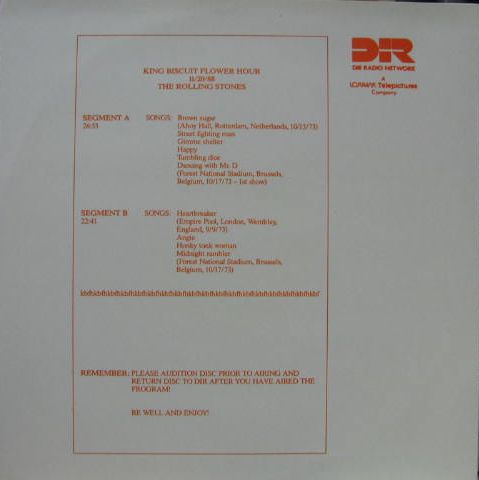 DIR
DIR RADIO NETWORK
A
LORIMAR Telepictures
Company
KING BISCUIT FLOWER HOUR
11/20/88
THE ROLLING STONES
SEGMENT A SONGS: Brown sugar
26:51 (Ahoy Hall, Rotterdam, Netherlands, 10/13/73)
Street fighting man
Gimme shelter
Happy
Tumbling dice
Dancing with Mr. D
(Forest National Stadium, Brussels,
Belgium, 10/17/73 - 1st show)
SEGMENT B SONGS: Heartbreaker
22:41 (Empire Pool, London, Wembley,
England, 9/9/73)
Angie
Honky tonk woman
Midnight rambler
(Forest National Stadium, Brussels,
Belgium, 10/17/73)
REMEMBER: PLEASE AUDITION DISC PRIOR TO AIRING AND
RETURN DISC TO DIR AFTER YOU HAVE AIRED THE
PROGRAM!
BE WELL AND ENJOY!